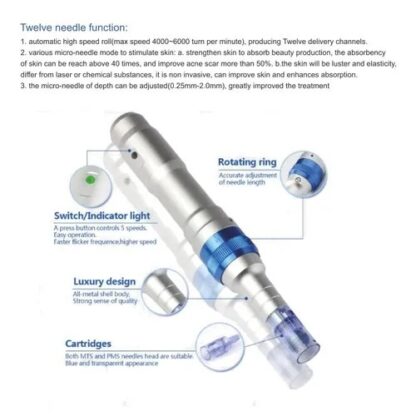 Twelve needle function:
1. automatic high speed roll(max speed 4000~6000 turn per minute), producing Twelve delivery channels.
2. various micro-needle mode to stimulate skin: a. strengthen skin to absorb beauty production, the absorbency
of skin can be reach above 40 times, and improve acne scar more than 50%. b.the skin will be luster and elasticity,
differ from laser or chemical substances, it is non invasive, can improve skin and enhances absorption.
3. the micro-needle of depth can be adjusted(0.25mm-2.0mm), greatly improved the treatment
Rotating ring
Accurate adjustment
of needle length
Switch/Indicator light
A press button controls 5 speeds.
Easy operation.
Faster flicker frequence,higher speed
Luxury design
All-metal shell body,
Strong sense of quality
Cartridges
Both MTS and PMS needles head are suitable.
Blue and transparent appearance